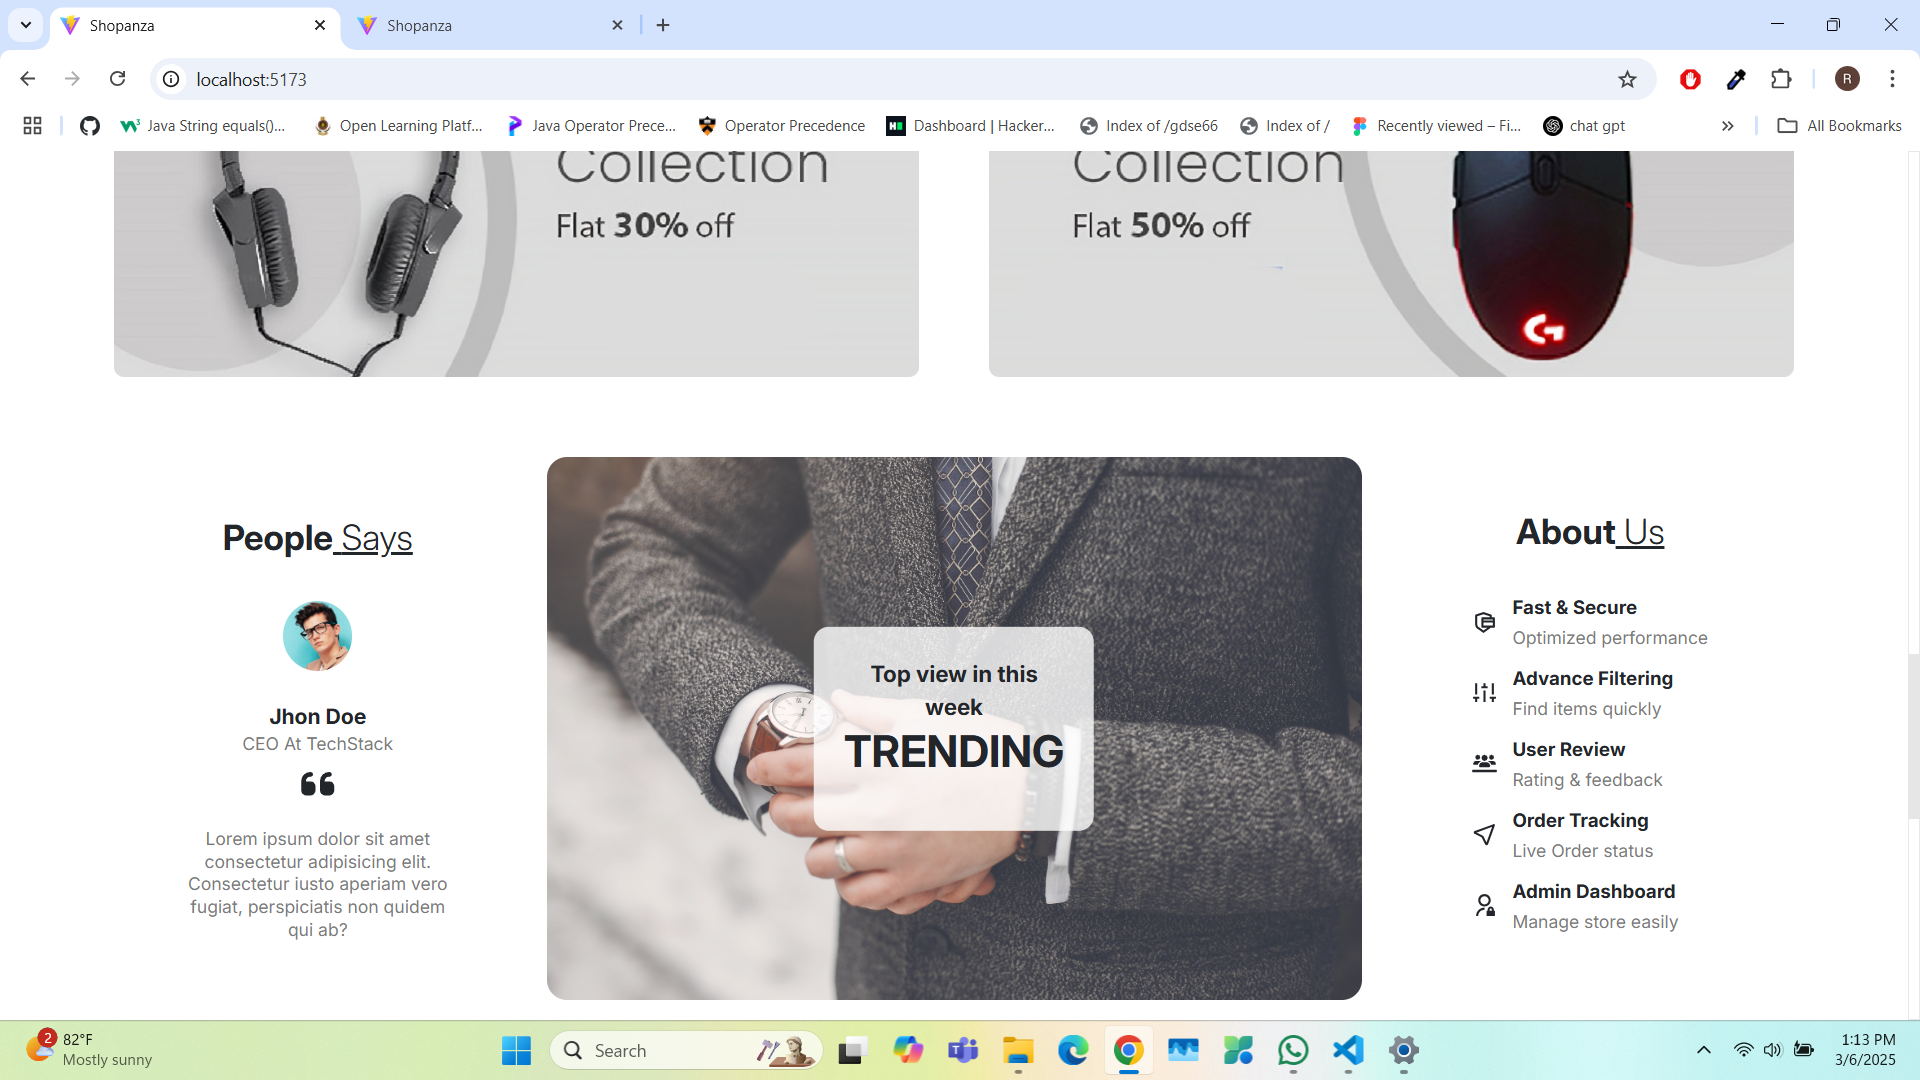 Shopanza
Shopanza
localhost:5173
R
Java String equals()...
Open Learning Platf...
Java Operator Prece...
Operator Precedence
Dashboard | Hacker...
Index of /gdse66
Index of /
Recently viewed – Fi...
chat gpt
All Bookmarks
Collection
Flat 30% off
Collection
Flat 50% off
G
People Says
Jhon Doe
CEO At TechStack
Lorem ipsum dolor sit amet
consectetur adipisicing elit.
Consectetur iusto aperiam vero
fugiat, perspiciatis non quidem
qui ab?
Top view in this
week
TRENDING
About Us
Fast & Secure
Optimized performance
Advance Filtering
Find items quickly
User Review
Rating & feedback
Order Tracking
Live Order status
Admin Dashboard
Manage store easily
2
82°F
Mostly sunny
Search
1:13 PM
3/6/2025